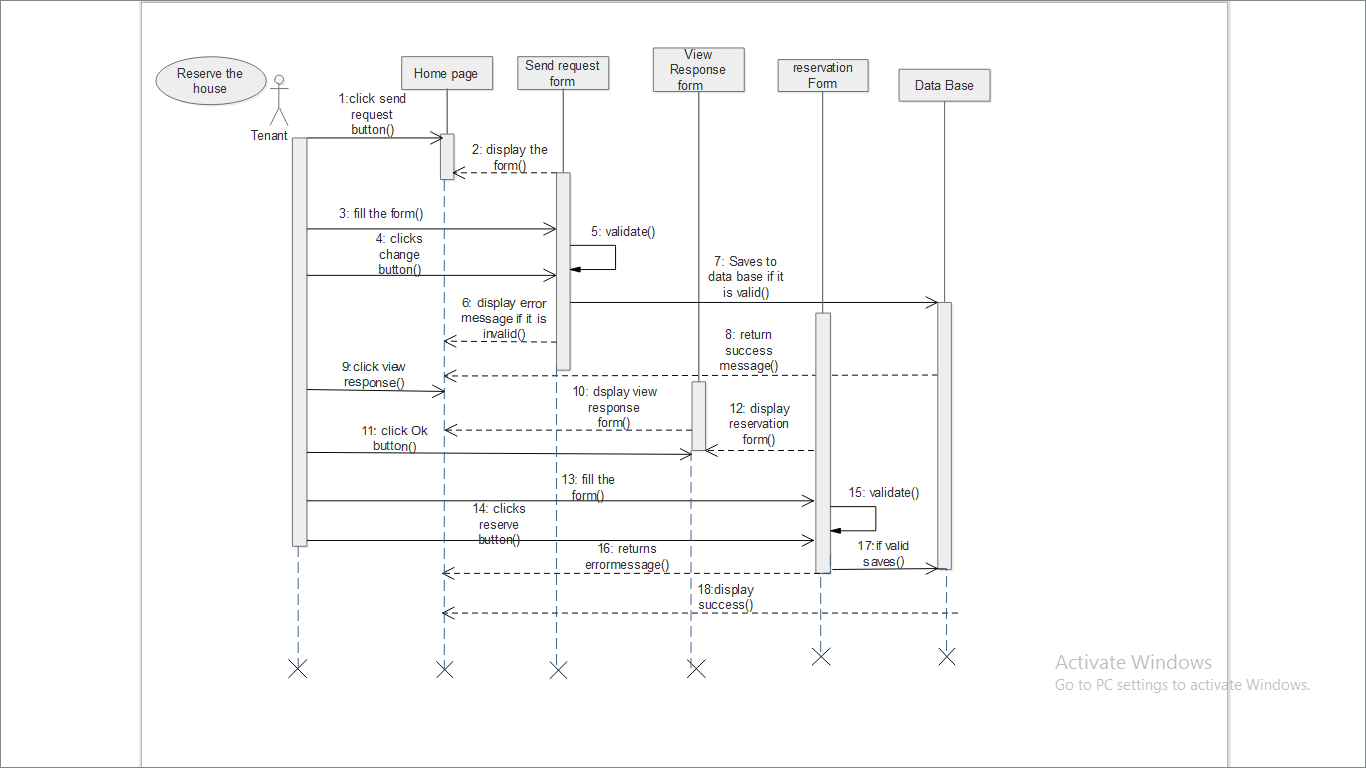 Reserve the
house
Tenant
Home page
Send request
form
View
Response
form
reservation
Form
Data Base
1:click send
request
button()
2: display the
form()
3: fill the form()
4: clicks
change
button()
5: validate()
6: display error
message if it is
invalid()
7: Saves to
data base if it
is valid()
8: return
success
message()
9:click view
response()
10: dsplay view
response
form()
11: click Ok
button()
12: display
reservation
form()
13: fill the
form()
14: clicks
reserve
button()
15: validate()
16: returns
errormessage()
17:if valid
saves()
18:display
success()
Activate Windows
Go to PC settings to activate Windows.